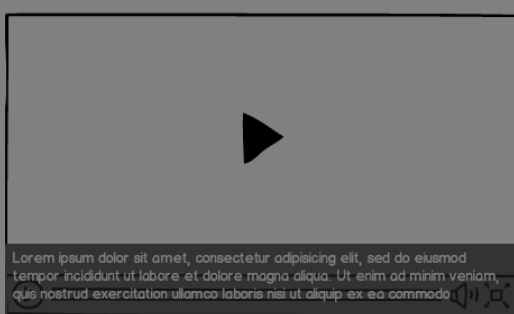 Lorem ipsum dolor sit amet, consectetur adipisicing elit, sed do eiusmod
tempor incididunt ut labore et dolore magna aliqua. Ut enim ad minim veniam,
quis nostrud exercitation ullamco laboris nisi ut aliquip ex ea commodo